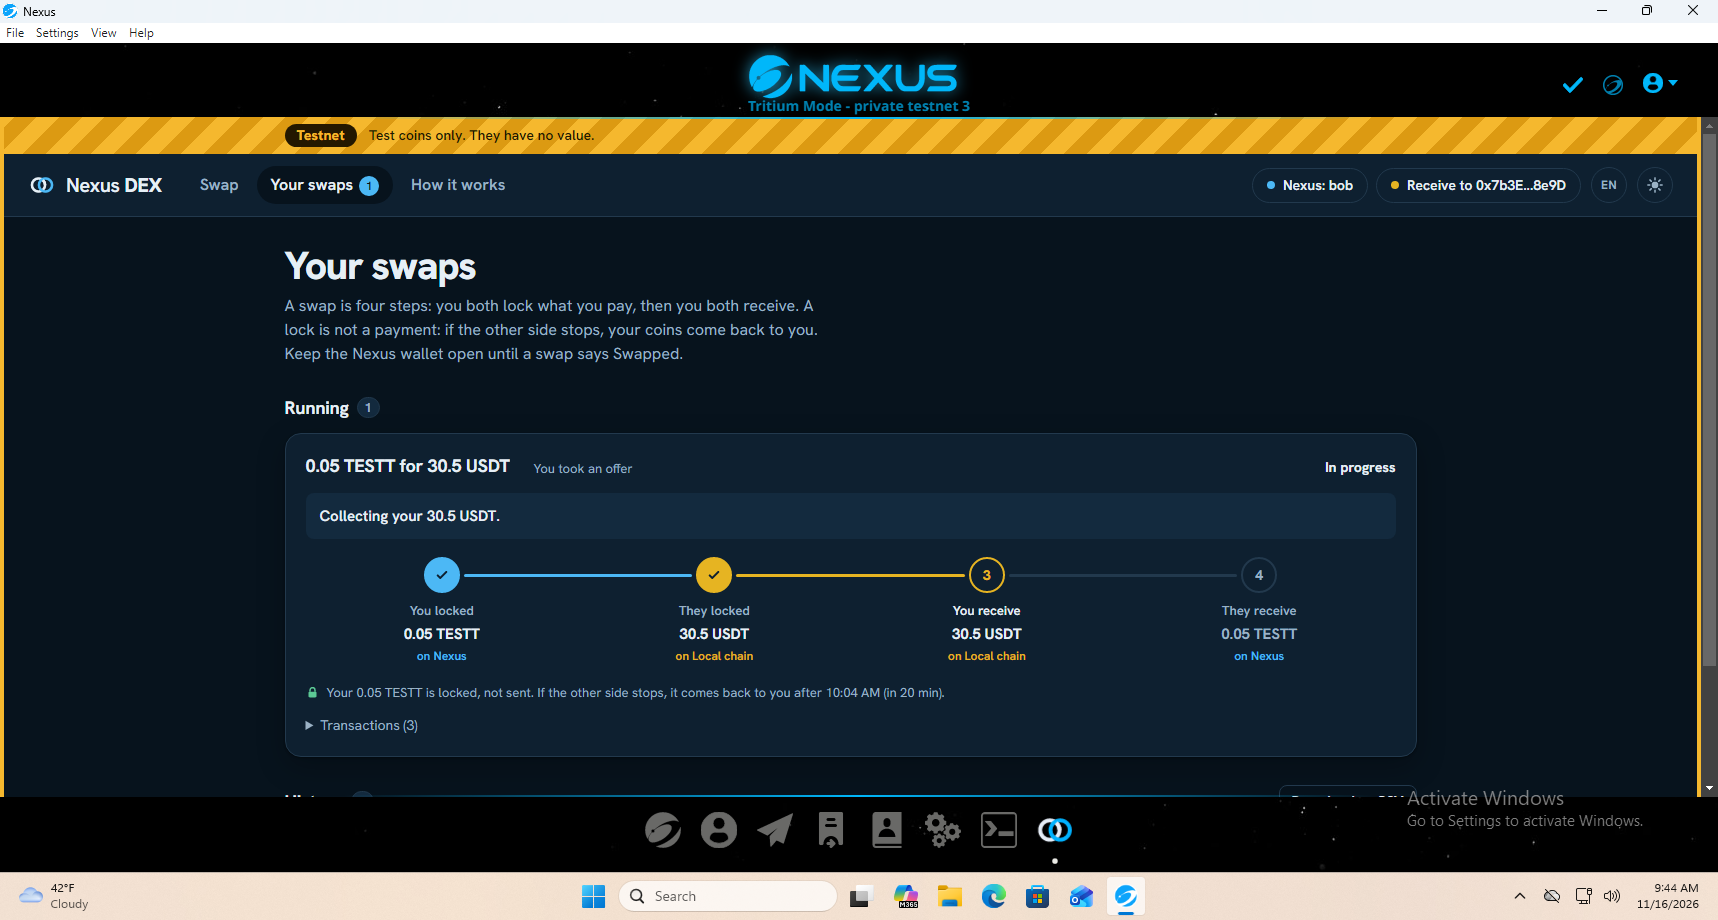 Nexus
File Settings View Help
NEXUS
Tritium Mode - private testnet 3
Testnet Test coins only. They have no value.
Nexus DEX Swap Your swaps 1 How it works Nexus: bob Receive to 0x7b3E...8e9D EN
Your swaps
A swap is four steps: you both lock what you pay, then you both receive. A
lock is not a payment: if the other side stops, your coins come back to you.
Keep the Nexus wallet open until a swap says Swapped.
Running 1
0.05 TESTT for 30.5 USDT You took an offer In progress
Collecting your 30.5 USDT.
3 4
You locked They locked You receive They receive
0.05 TESTT 30.5 USDT 30.5 USDT 0.05 TESTT
on Nexus on Local chain on Local chain on Nexus
Your 0.05 TESTT is locked, not sent. If the other side stops, it comes back to you after 10:04 AM (in 20 min).
Transactions (3)
Activate Windows
Go to Settings to activate Windows.
42°F
Cloudy
Search
M365
9:44 AM
11/16/2026